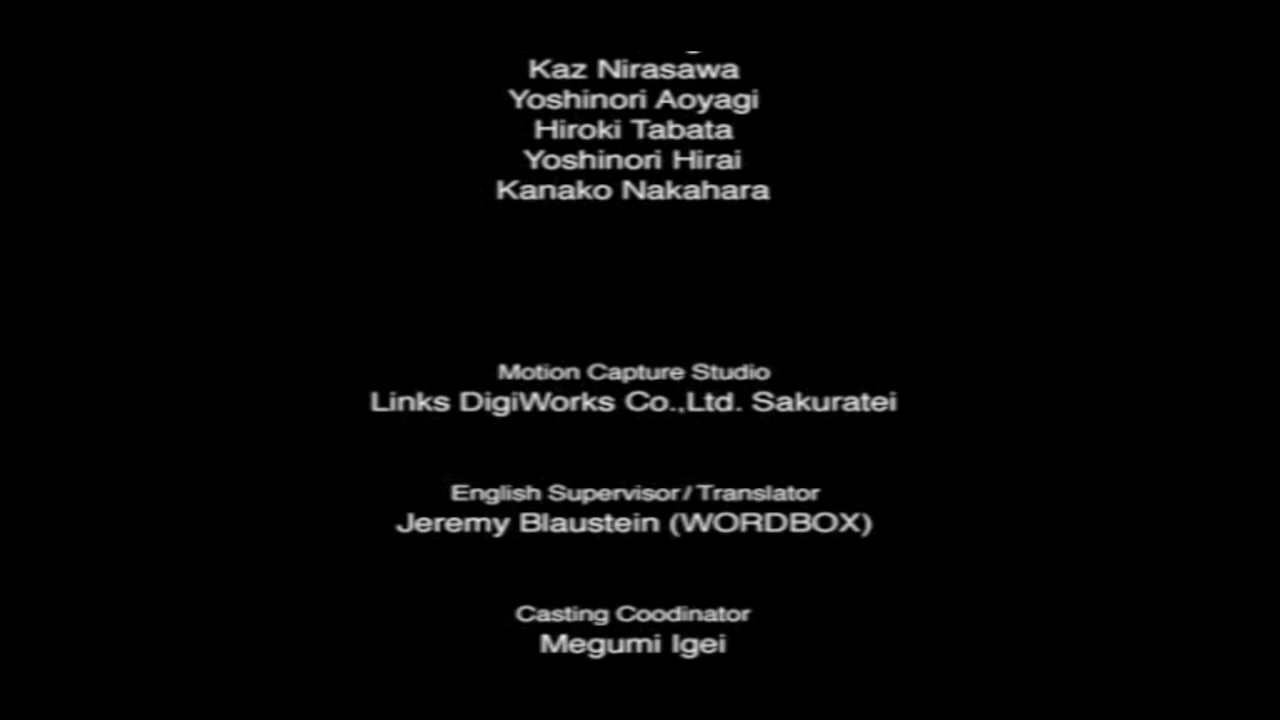 Kaz Nirasawa
Yoshinori Aoyagi
Hiroki Tabata
Yoshinori Hirai
Kanako Nakahara
Motion Capture Studio
Links DigiWorks Co.,Ltd. Sakuratei
English Supervisor/Translator
Jeremy Blaustein (WORDBOX)
Casting Coodinator
Megumi Igei